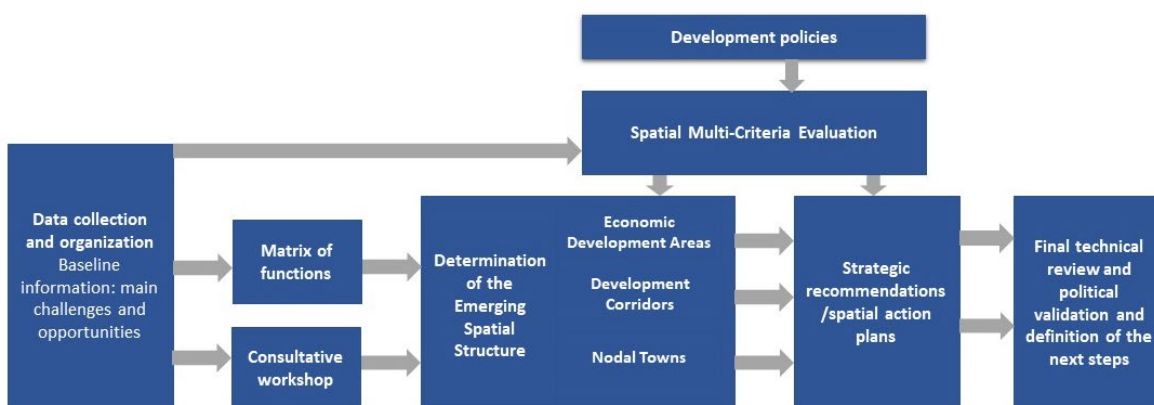 Development policies
Spatial Multi-Criteria Evaluation
Data collection
and organization
Baseline
information: main
challenges and
opportunities
Matrix of
functions
Consultative
workshop
Determination
of the
Emerging
Spatial
Structure
Economic
Development Areas
Development
Corridors
Nodal Towns
Strategic
recommendations
/spatial action
plans
Final technical
review and
political
validation and
definition of the
next steps